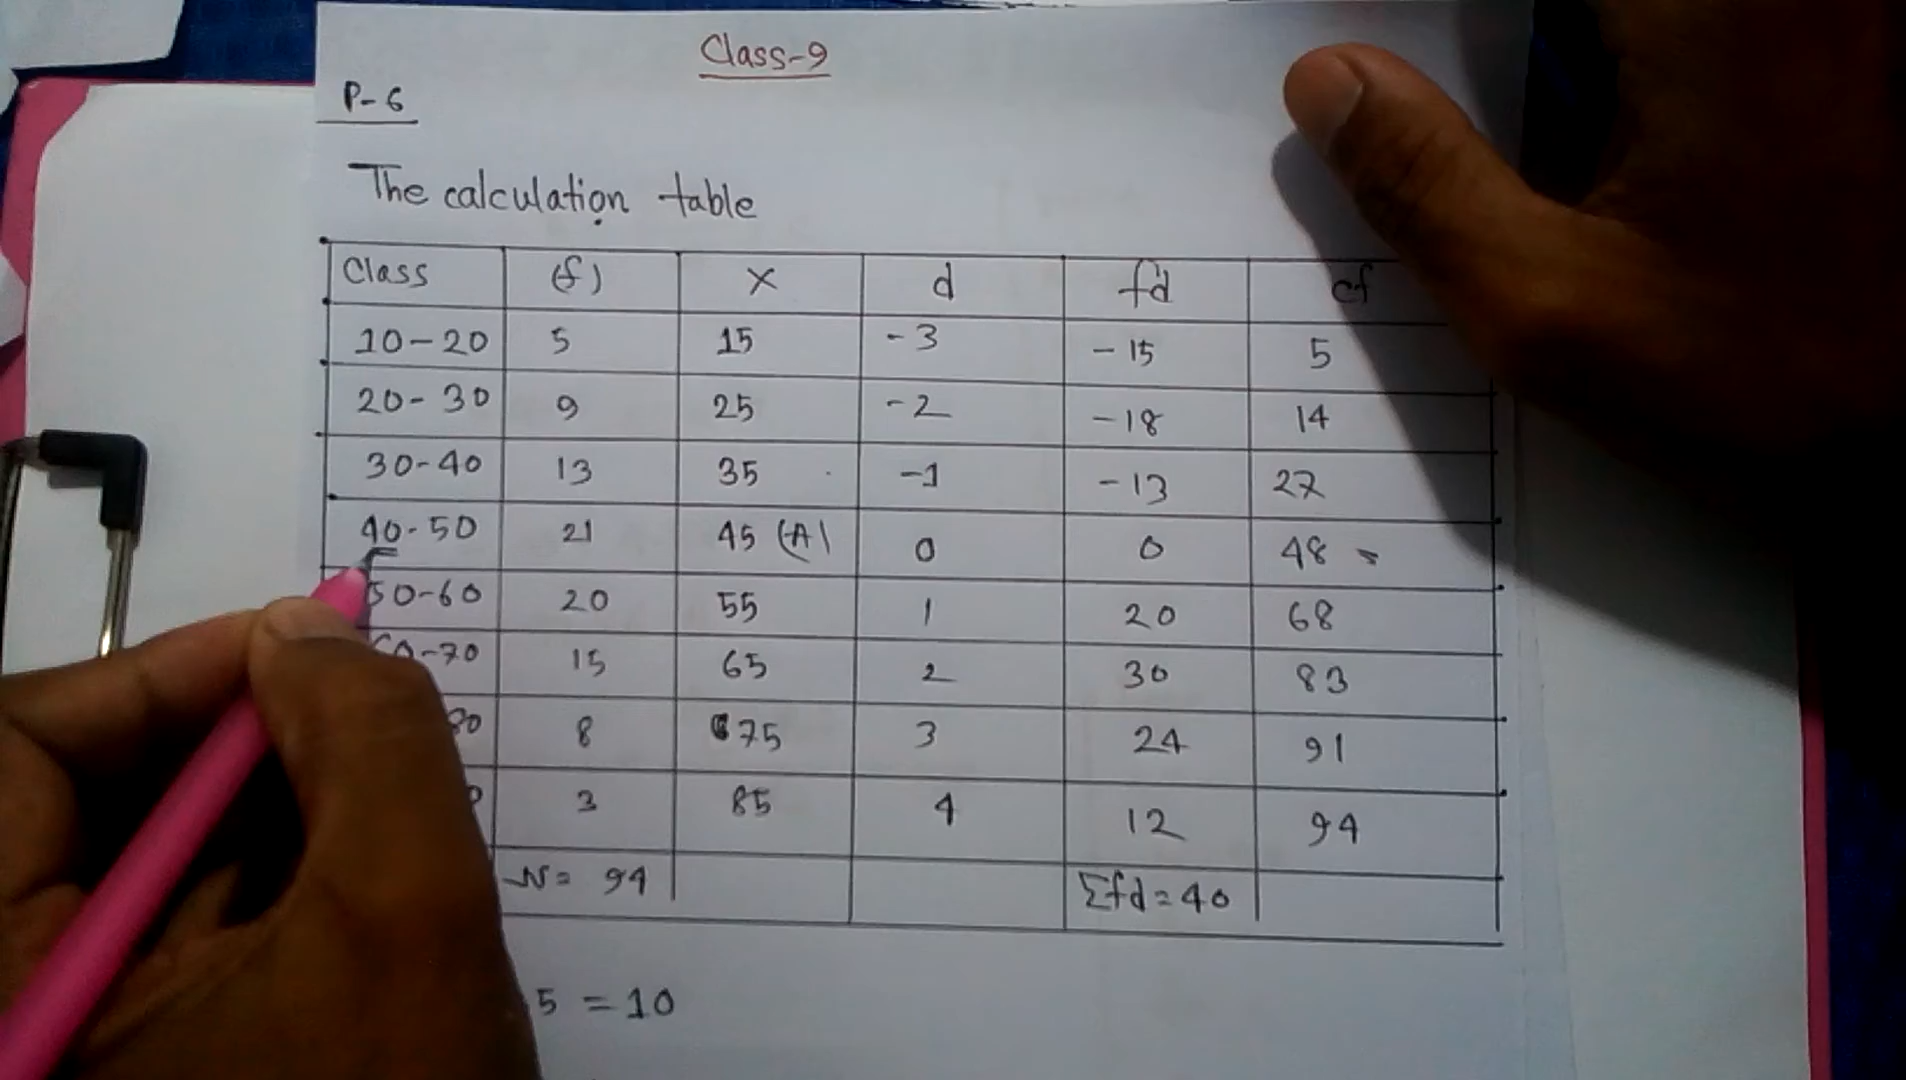 Class-9
P-6
The calculation table
Class (f) X d fd cf
10-20 5 15 -3 -15 5
20-30 9 25 -2 -18 14
30-40 13 35 -1 -13 27
40-50 21 45 (A) 0 0 48
50-60 20 55 1 20 68
60-70 15 65 2 30 83
80 8 75 3 24 91
3 85 4 12 94
N= 94 Σfd=40
5 =10